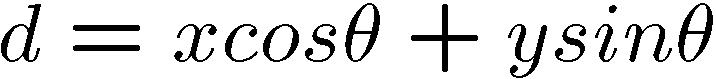 d = xcosθ + ysinθ